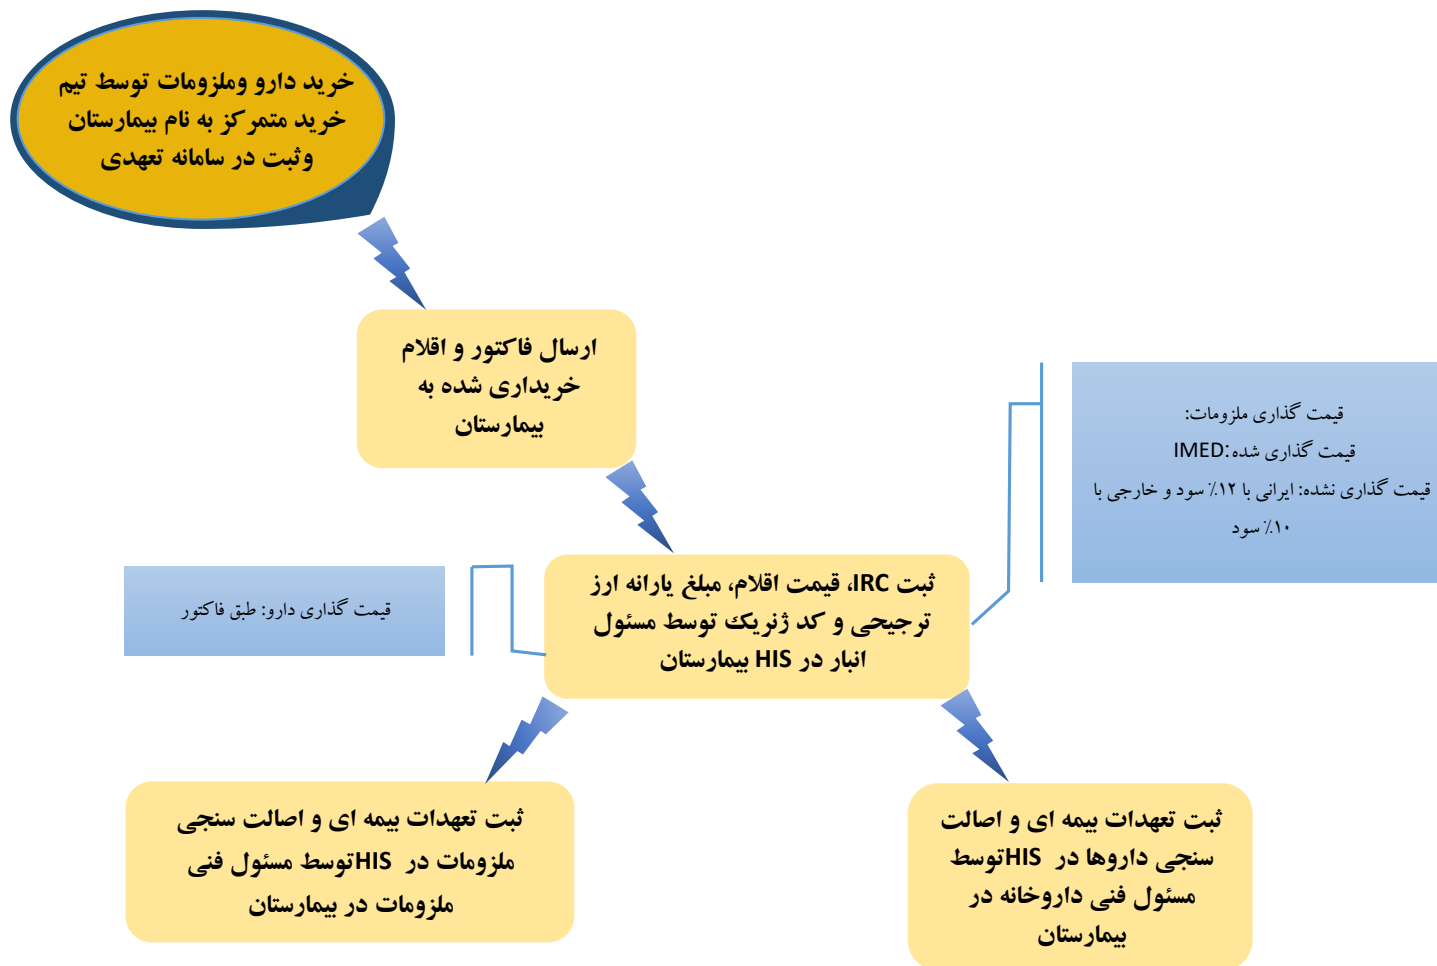 خرید دارو وملزومات توسط تیم
خرید متمرکز به نام بیمارستان
وثبت در سامانه تعهدی
ارسال فاکتور و اقلام
خریداری شده به
بیمارستان
قیمت گذاری ملزومات:
قیمت گذاری شده:IMED
قیمت گذاری نشده: ایرانی با ۱۲٪ سود و خارجی با
۱۰٪ سود
ثبت IRC، قیمت اقلام، مبلغ یارانه ارز
ترجیحی و کد ژنریک توسط مسئول
انبار در HIS بیمارستان
قیمت گذاری دارو: طبق فاکتور
ثبت تعهدات بیمه ای و اصالت
سنجی داروها در HISتوسط
مسئول فنی داروخانه در
بیمارستان
ثبت تعهدات بیمه ای و اصالت سنجی
ملزومات در HISتوسط مسئول فنی
ملزومات در بیمارستان